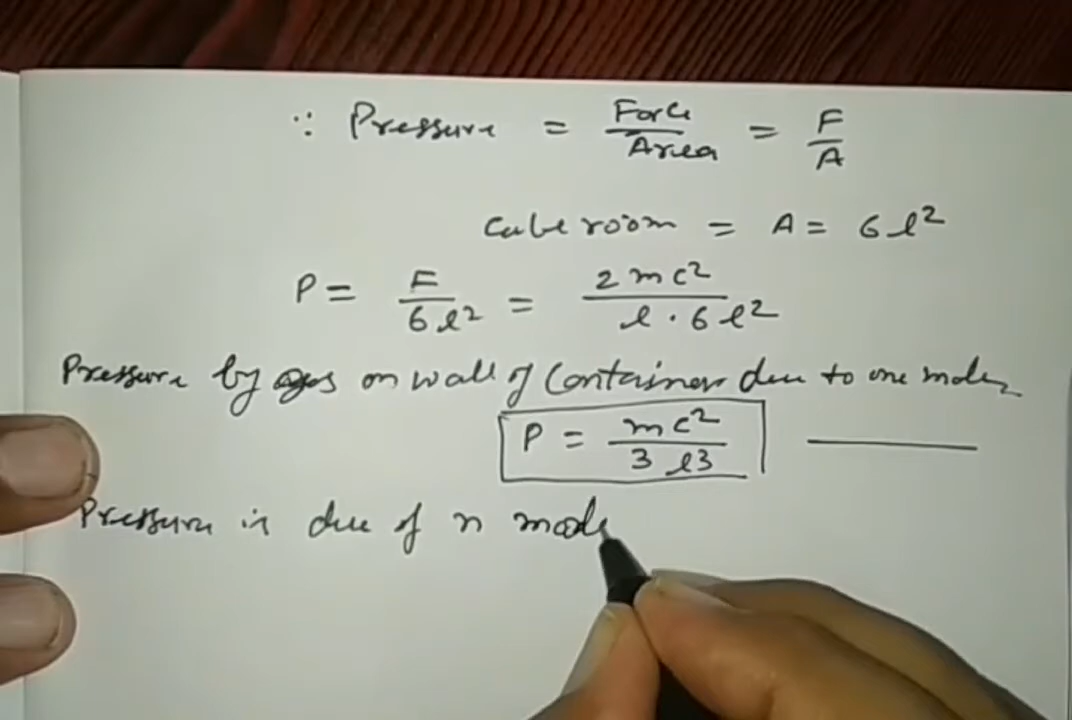 ∵ Pressure = Force/Area = F/A
Cube room = A = 6l²
P = F/6l² = 2mc²/l·6l²
Pressure by gas on wall of Container due to one molec
P = mc²/3l³
Pressure is due of n mole